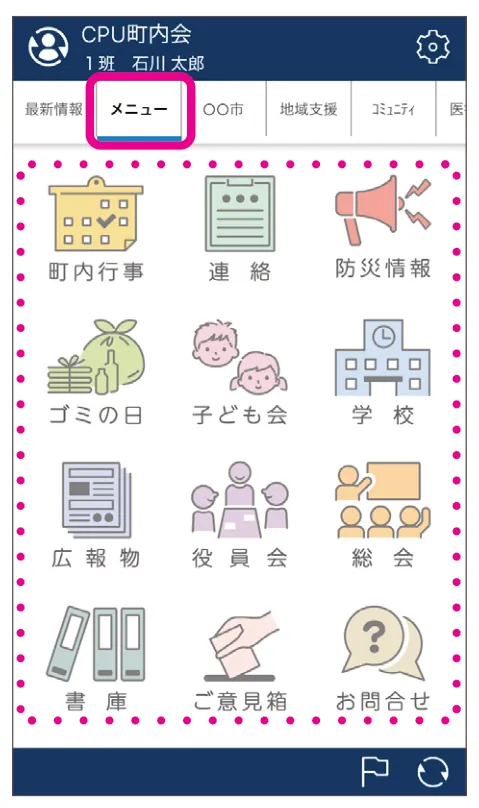 CPU町内会
1班 石川 太郎
最新情報 メニュー 〇〇市 地域支援 ｺﾐｭﾆﾃｨ 医
町内行事 連絡 防災情報
ゴミの日 子ども会 学校
広報物 役員会 総会
書庫 ご意見箱 お問合せ